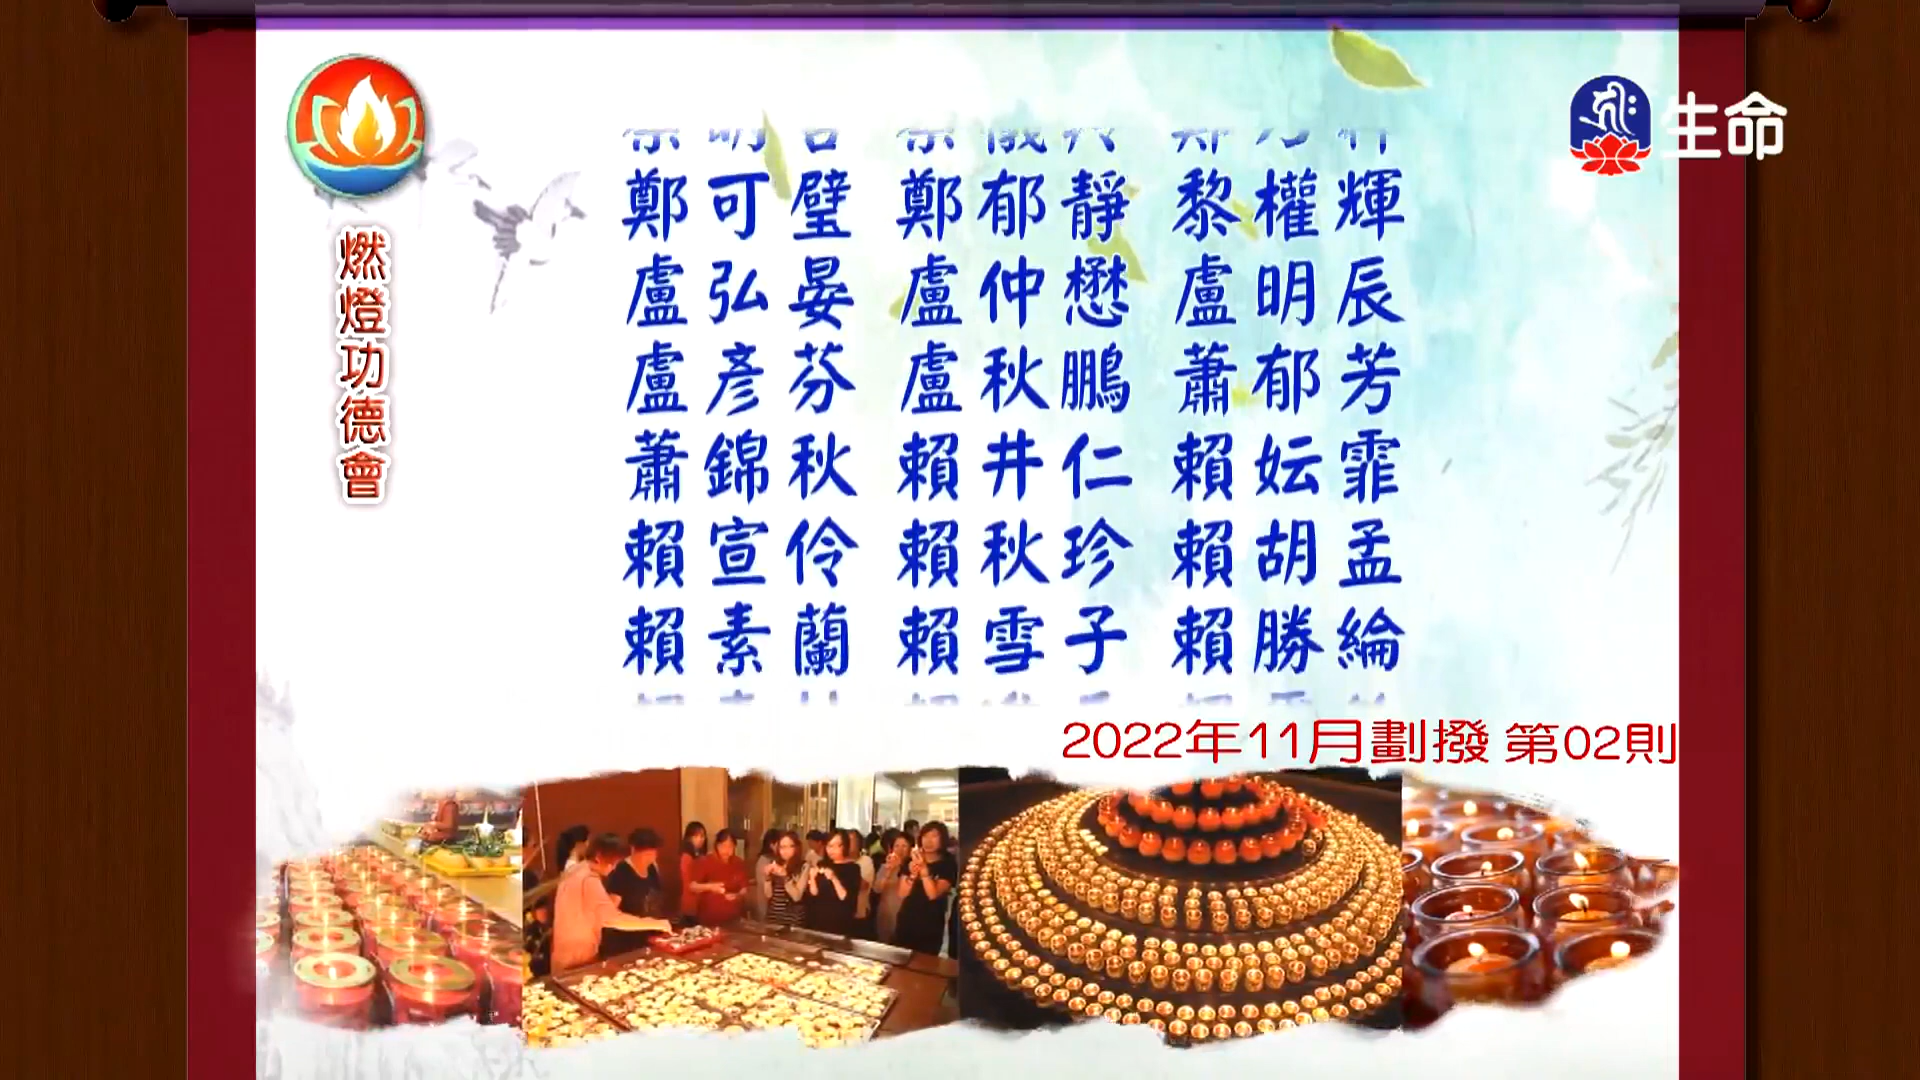 生命
燃燈功德會
鄭可璧 鄭郁靜 黎權輝
盧弘晏 盧仲懋 盧明辰
盧彥芬 盧秋鵬 蕭郁芳
蕭錦秋 賴井仁 賴妘霏
賴宣伶 賴秋珍 賴胡孟
賴素蘭 賴雪子 賴勝綸
2022年11月劃撥 第02則